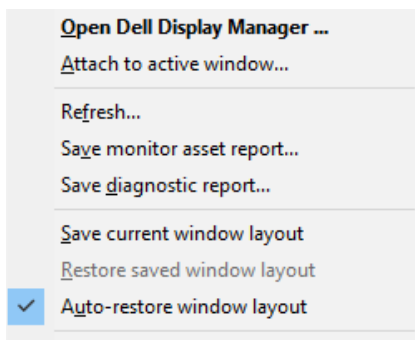 Open Dell Display Manager ...
Attach to active window...
Refresh...
Save monitor asset report...
Save diagnostic report...
Save current window layout
Restore saved window layout
Auto-restore window layout